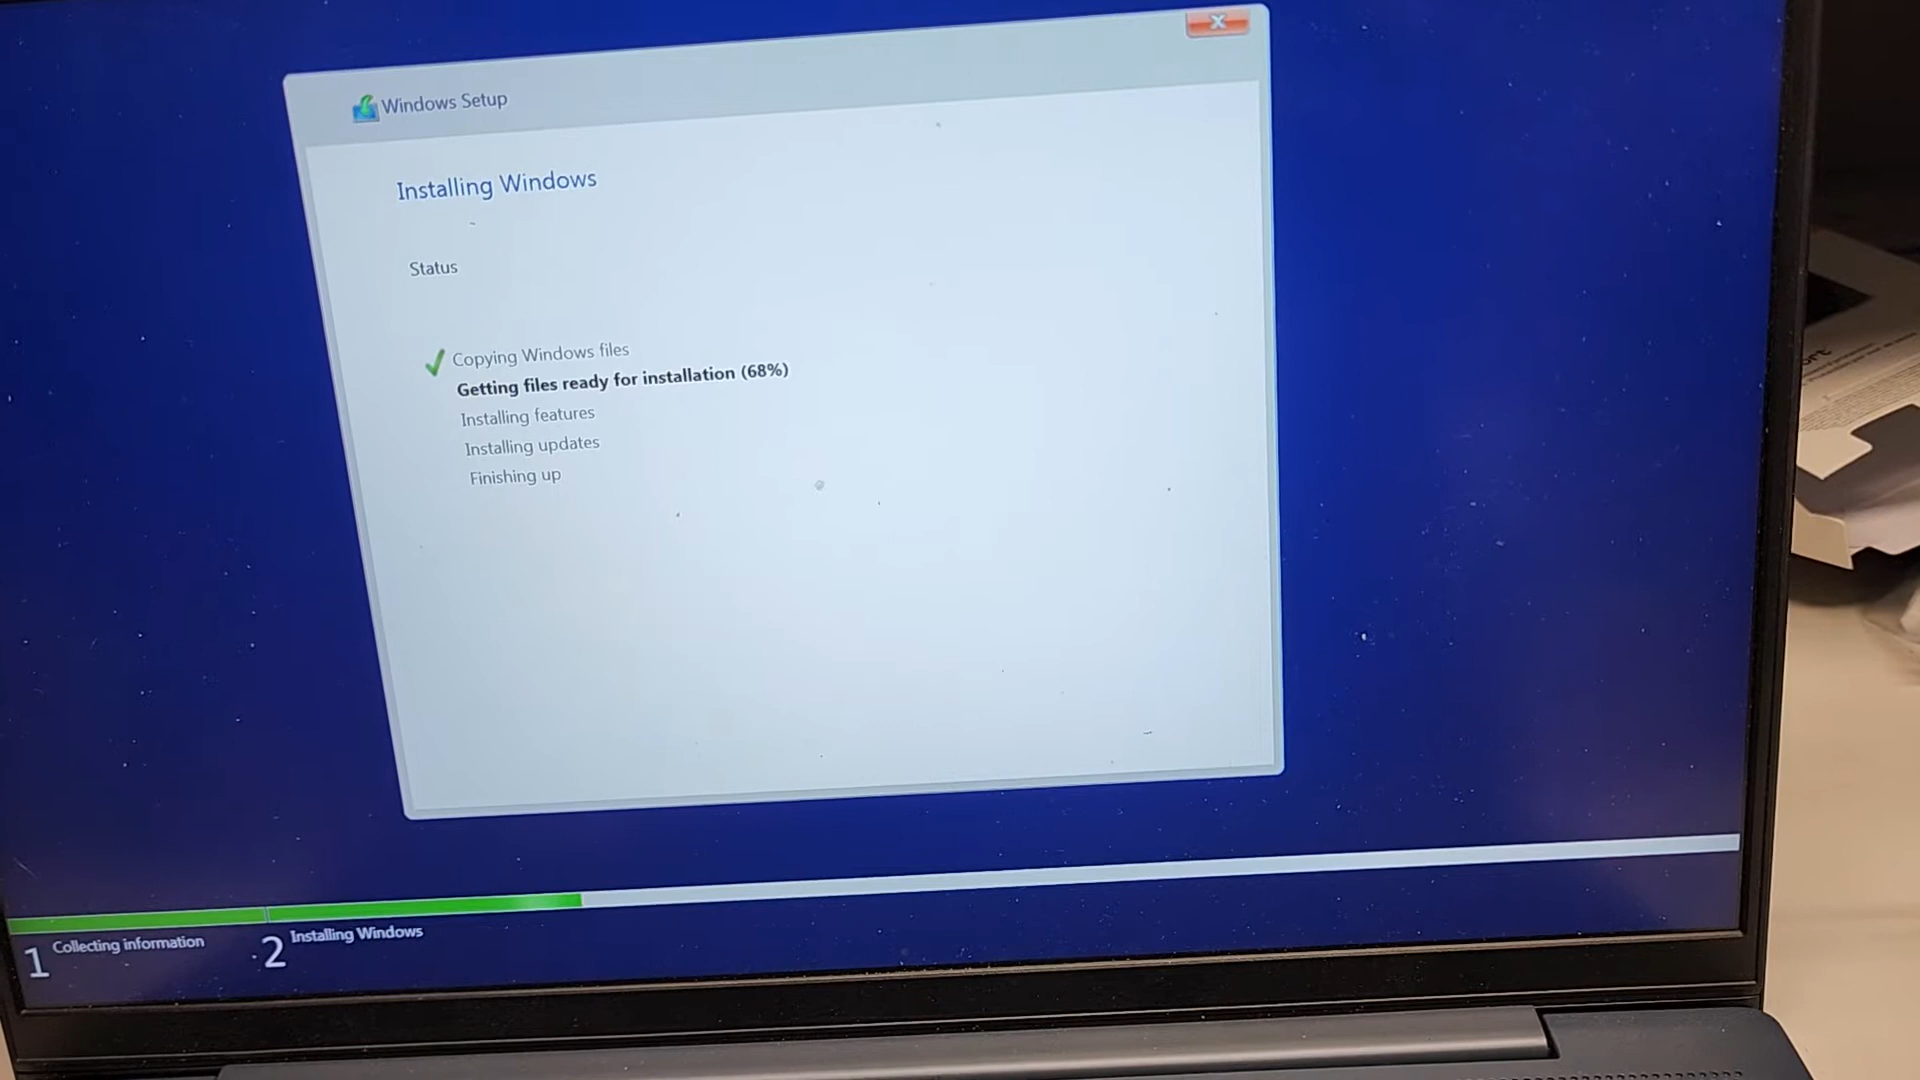 Windows Setup
Installing Windows
Status
Copying Windows files
Getting files ready for installation (68%)
Installing features
Installing updates
Finishing up
1 Collecting information
2 Installing Windows